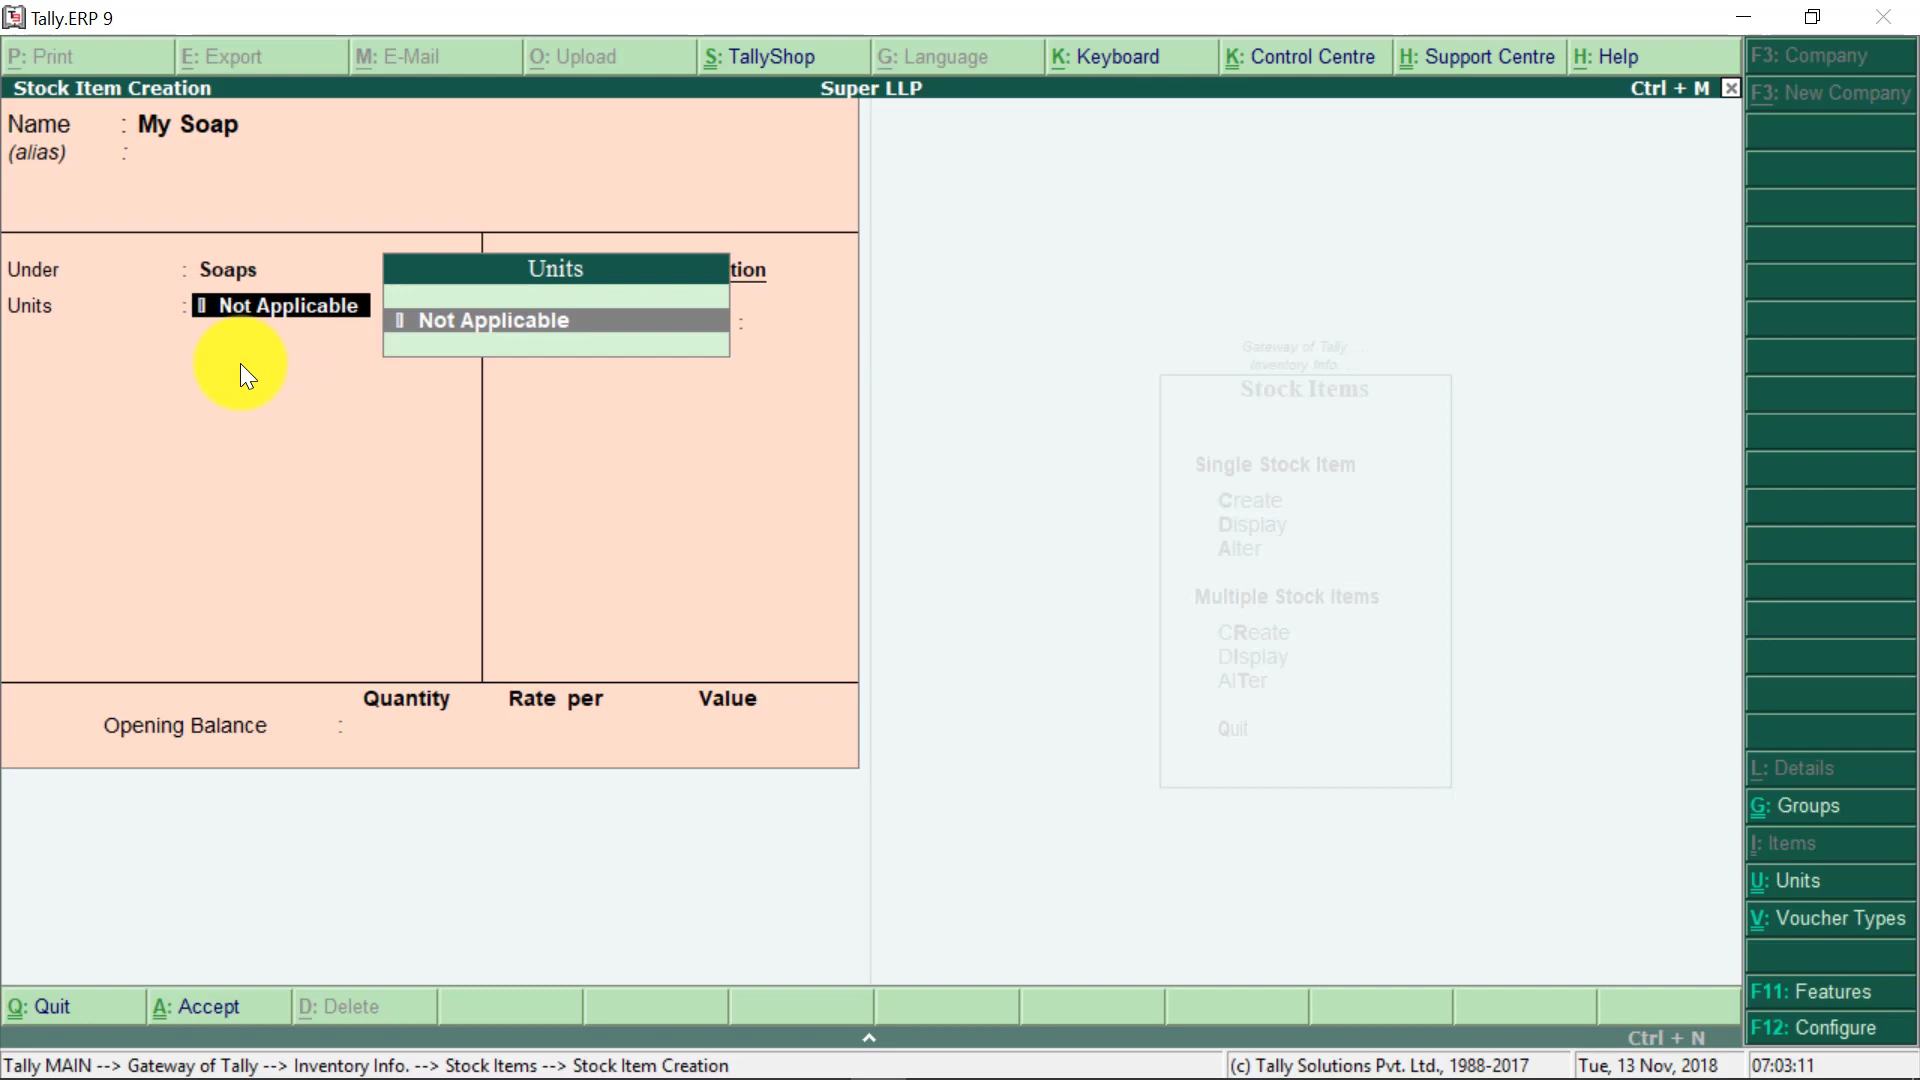 Tally.ERP 9
P: Print E: Export M: E-Mail O: Upload S: TallyShop G: Language K: Keyboard K: Control Centre H: Support Centre H: Help
F3: Company
F3: New Company
Stock Item Creation Super LLP Ctrl + M
Name : My Soap
(alias) :
Under : Soaps
Units : Not Applicable
Units
Not Applicable
tion
:
Gateway of Tally ...
Inventory Info. ...
Stock Items
Single Stock Item
Create
Display
Alter
Multiple Stock Items
CReate
DIsplay
AlTer
Quit
Quantity Rate per Value
Opening Balance :
L: Details
G: Groups
I: Items
U: Units
V: Voucher Types
F11: Features
F12: Configure
Q: Quit A: Accept D: Delete
Ctrl + N
Tally MAIN --> Gateway of Tally --> Inventory Info. --> Stock Items --> Stock Item Creation
(c) Tally Solutions Pvt. Ltd., 1988-2017 Tue, 13 Nov, 2018 07:03:11